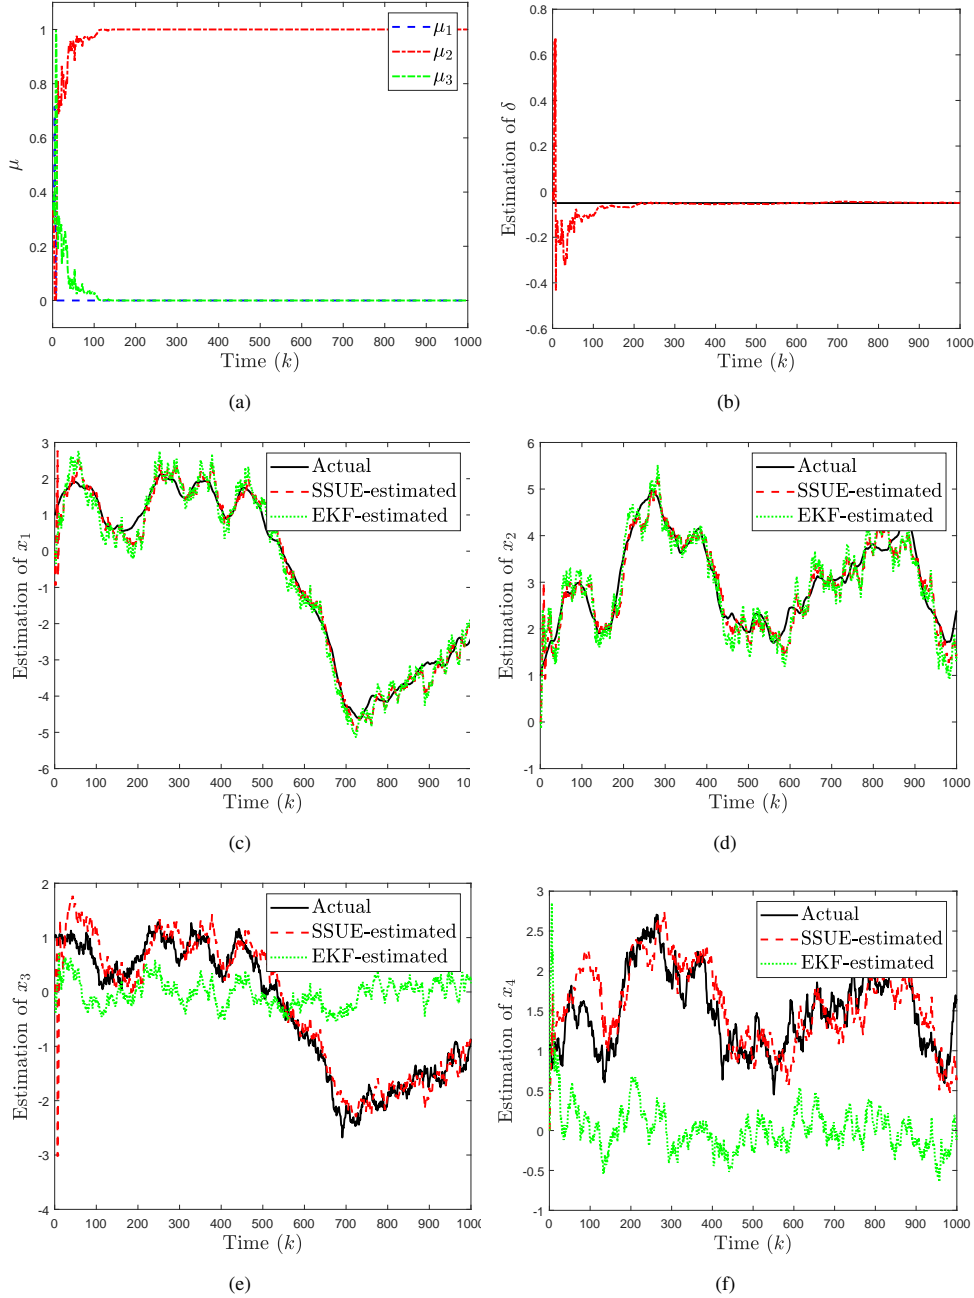 1
0.8
0.6
0.4
0.2
0
μ
μ1
μ2
μ3
0 100 200 300 400 500 600 700 800 900 1000
Time (k)
(a)
0.8
0.6
0.4
0.2
0
-0.2
-0.4
-0.6
Estimation of δ
0 100 200 300 400 500 600 700 800 900 1000
Time (k)
(b)
3
2
1
0
-1
-2
-3
-4
-5
-6
Estimation of x1
Actual
SSUE-estimated
EKF-estimated
0 100 200 300 400 500 600 700 800 900 100
Time (k)
(c)
6
5
4
3
2
1
0
-1
Estimation of x2
Actual
SSUE-estimated
EKF-estimated
0 100 200 300 400 500 600 700 800 900 1000
Time (k)
(d)
2
1
0
-1
-2
-3
-4
Estimation of x3
Actual
SSUE-estimated
EKF-estimated
0 100 200 300 400 500 600 700 800 900 1000
Time (k)
(e)
3
2.5
2
1.5
1
0.5
0
-0.5
-1
Estimation of x4
Actual
SSUE-estimated
EKF-estimated
0 100 200 300 400 500 600 700 800 900 1000
Time (k)
(f)